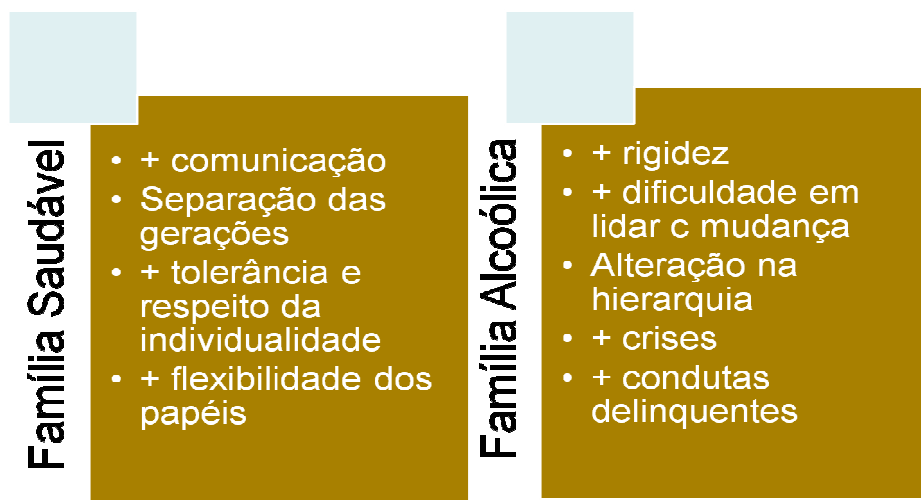 Família Saudável
• + comunicação
• Separação das
gerações
• + tolerância e
respeito da
individualidade
• + flexibilidade dos
papéis
Família Alcoólica
• + rigidez
• + dificuldade em
lidar c mudança
• Alteração na
hierarquia
• + crises
• + condutas
delinquentes